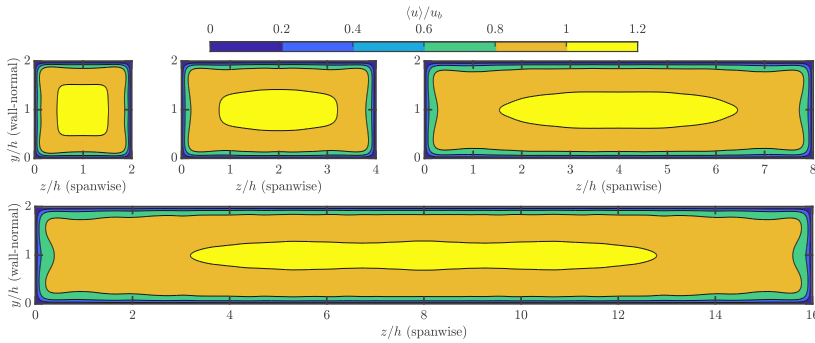 ⟨u⟩/u_b
0 0.2 0.4 0.6 0.8 1 1.2
y/h (wall-normal)
2
1
0
0 1 2
z/h (spanwise)
2
1
0
0 1 2 3 4
z/h (spanwise)
2
1
0
0 1 2 3 4 5 6 7 8
z/h (spanwise)
y/h (wall-normal)
2
1
0
0 2 4 6 8 10 12 14 16
z/h (spanwise)